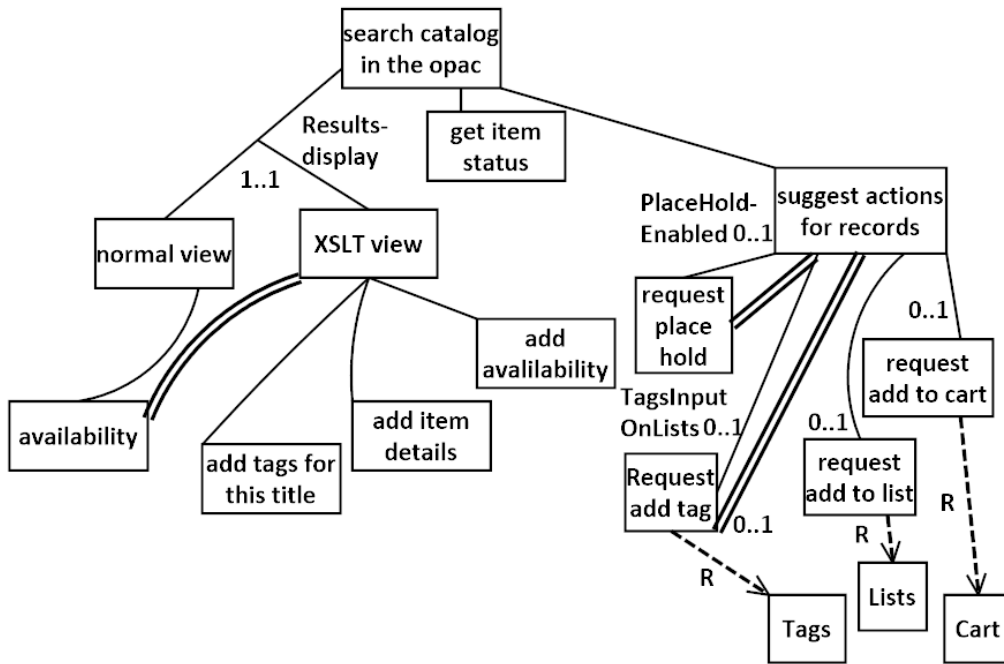 search catalog
in the opac
Results-
display
get item
status
1..1
PlaceHold-
Enabled 0..1
suggest actions
for records
normal view
XSLT view
request
place
hold
0..1
add
avalilability
request
add to cart
TagsInput
OnLists 0..1
availability
add item
details
0..1
add tags for
this title
Request
add tag
request
add to list
0..1
R
R
R
Tags
Lists
Cart